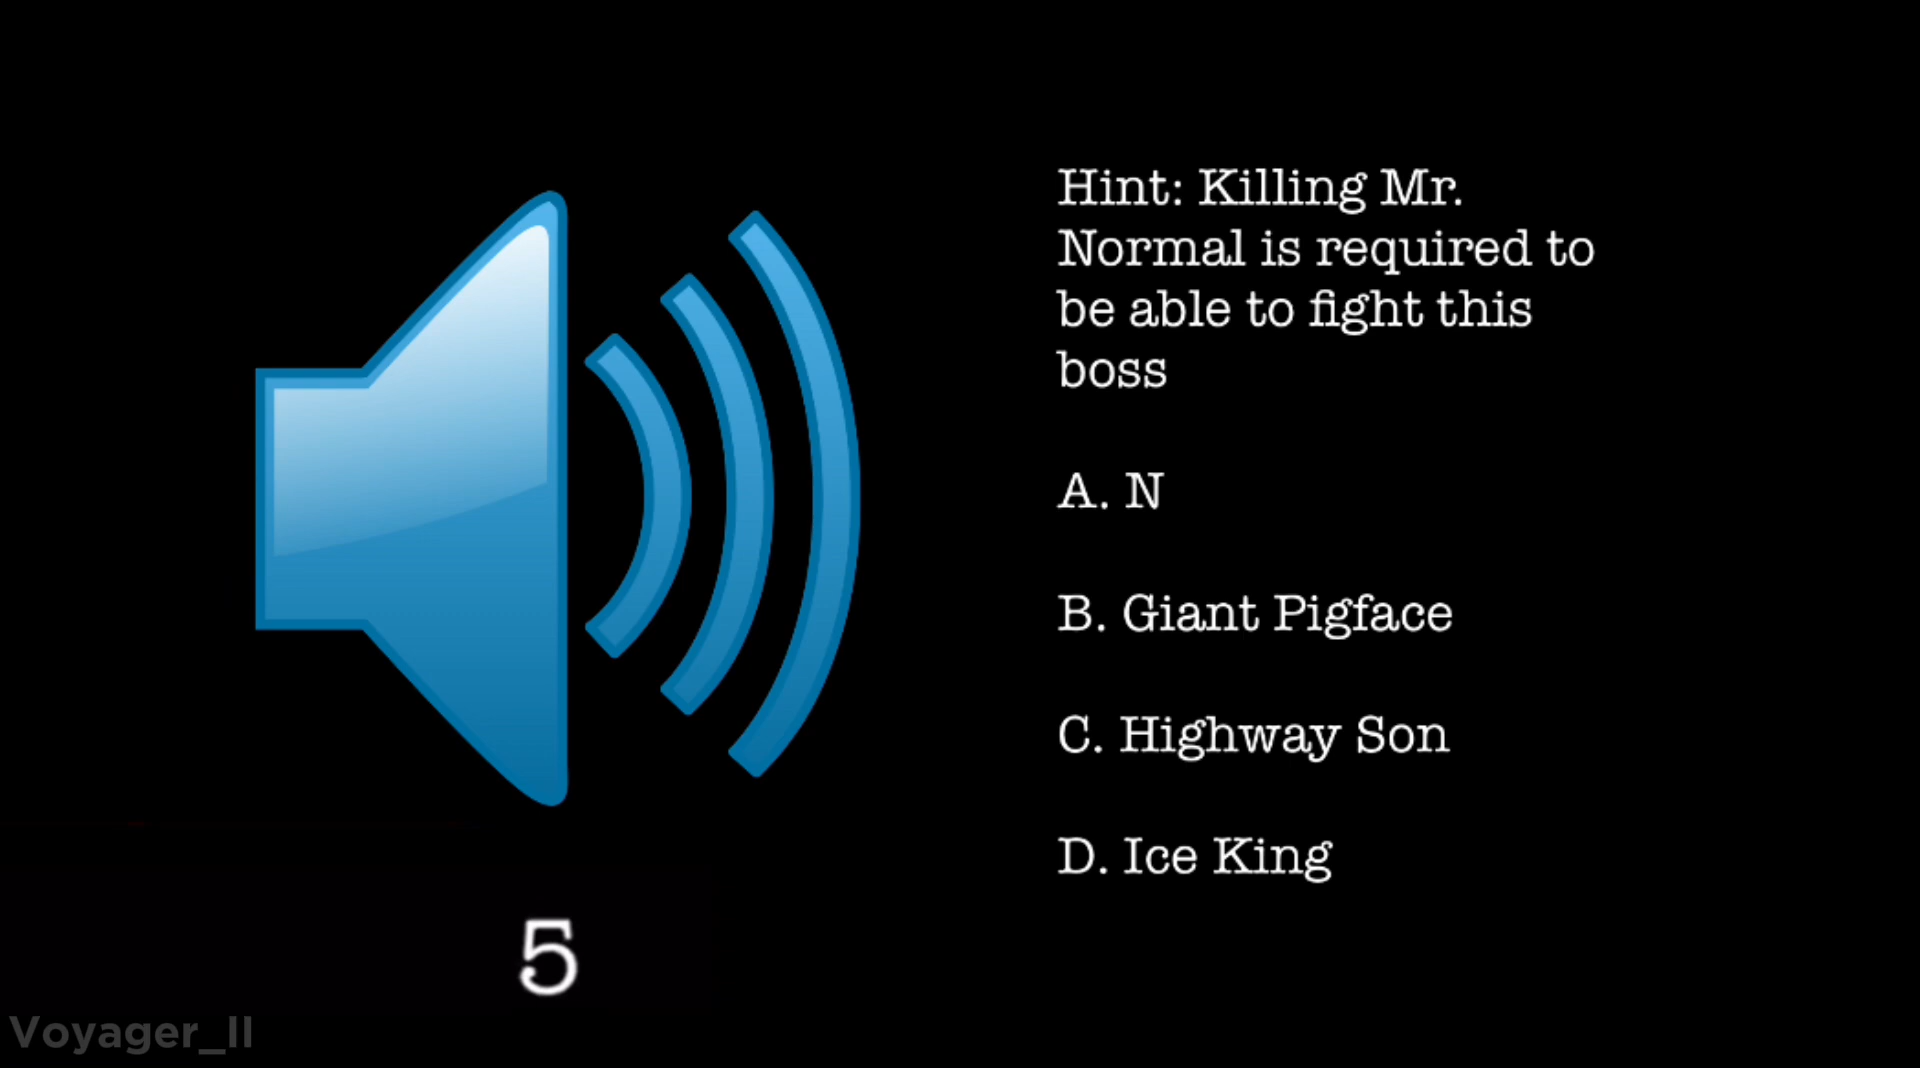 Hint: Killing Mr.
Normal is required to
be able to fight this
boss
A. N
B. Giant Pigface
C. Highway Son
D. Ice King
5
Voyager_II